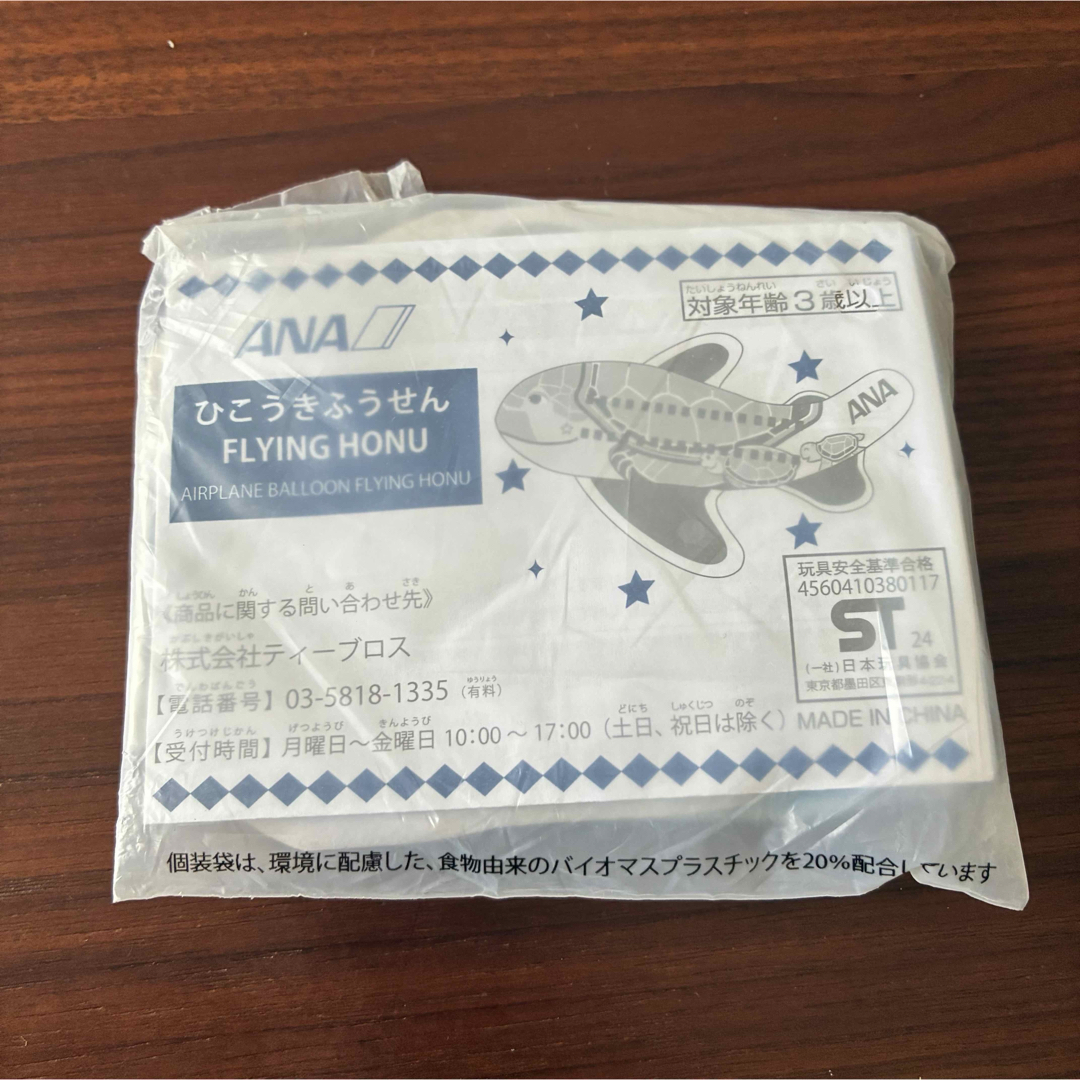 たいしょうねんれい さい いじょう
対象年齢3歳以上
ANA
ひこうきふうせん
FLYING HONU
AIRPLANE BALLOON FLYING HONU
ANA
玩具安全基準合格
4560410380117
ST 24
(一社)日本玩具協会
東京都墨田区
しょうひん かん と あ さき
《商品に関する問い合わせ先》
かぶしきがいしゃ
株式会社ティーブロス
でんわばんごう ゆうりょう
【電話番号】03-5818-1335(有料)
うけつけじかん げつようび きんようび どにち しゅくじつ のぞ
【受付時間】月曜日〜金曜日 10:00〜17:00(土日、祝日は除く)
MADE IN CHINA
個装袋は、環境に配慮した、食物由来のバイオマスプラスチックを20%配合しています